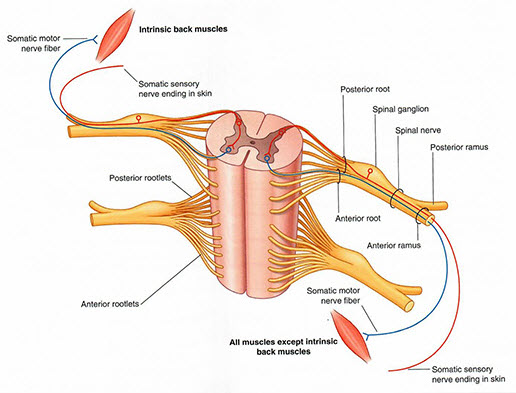 Somatic motor
nerve fiber
Intrinsic back muscles
Somatic sensory
nerve ending in skin
Posterior root
Spinal ganglion
Spinal nerve
Posterior ramus
Posterior rootlets
Anterior root
Anterior ramus
Anterior rootlets
Somatic motor
nerve fiber
All muscles except intrinsic
back muscles
Somatic sensory
nerve ending in skin